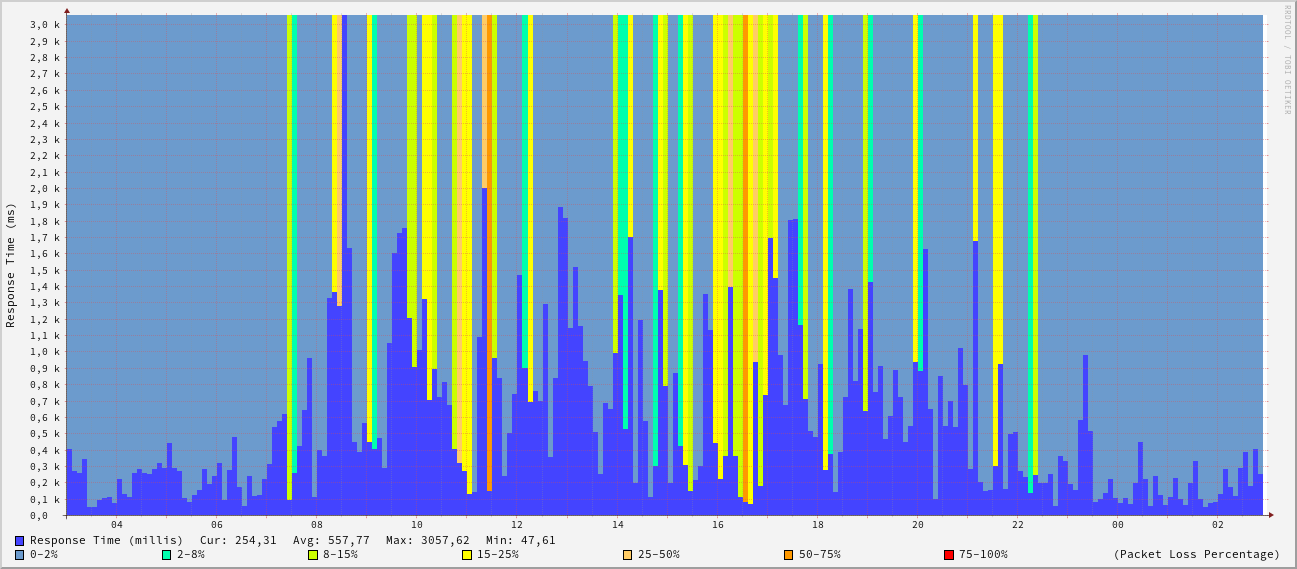 RRDTOOL / TOBI OETIKER
Response Time (ms)
3,0 k
2,9 k
2,8 k
2,7 k
2,6 k
2,5 k
2,4 k
2,3 k
2,2 k
2,1 k
2,0 k
1,9 k
1,8 k
1,7 k
1,6 k
1,5 k
1,4 k
1,3 k
1,2 k
1,1 k
1,0 k
0,9 k
0,8 k
0,7 k
0,6 k
0,5 k
0,4 k
0,3 k
0,2 k
0,1 k
0,0
04 06 08 10 12 14 16 18 20 22 00 02
Response Time (millis) Cur: 254,31 Avg: 557,77 Max: 3057,62 Min: 47,61
0-2% 2-8% 8-15% 15-25% 25-50% 50-75% 75-100% (Packet Loss Percentage)